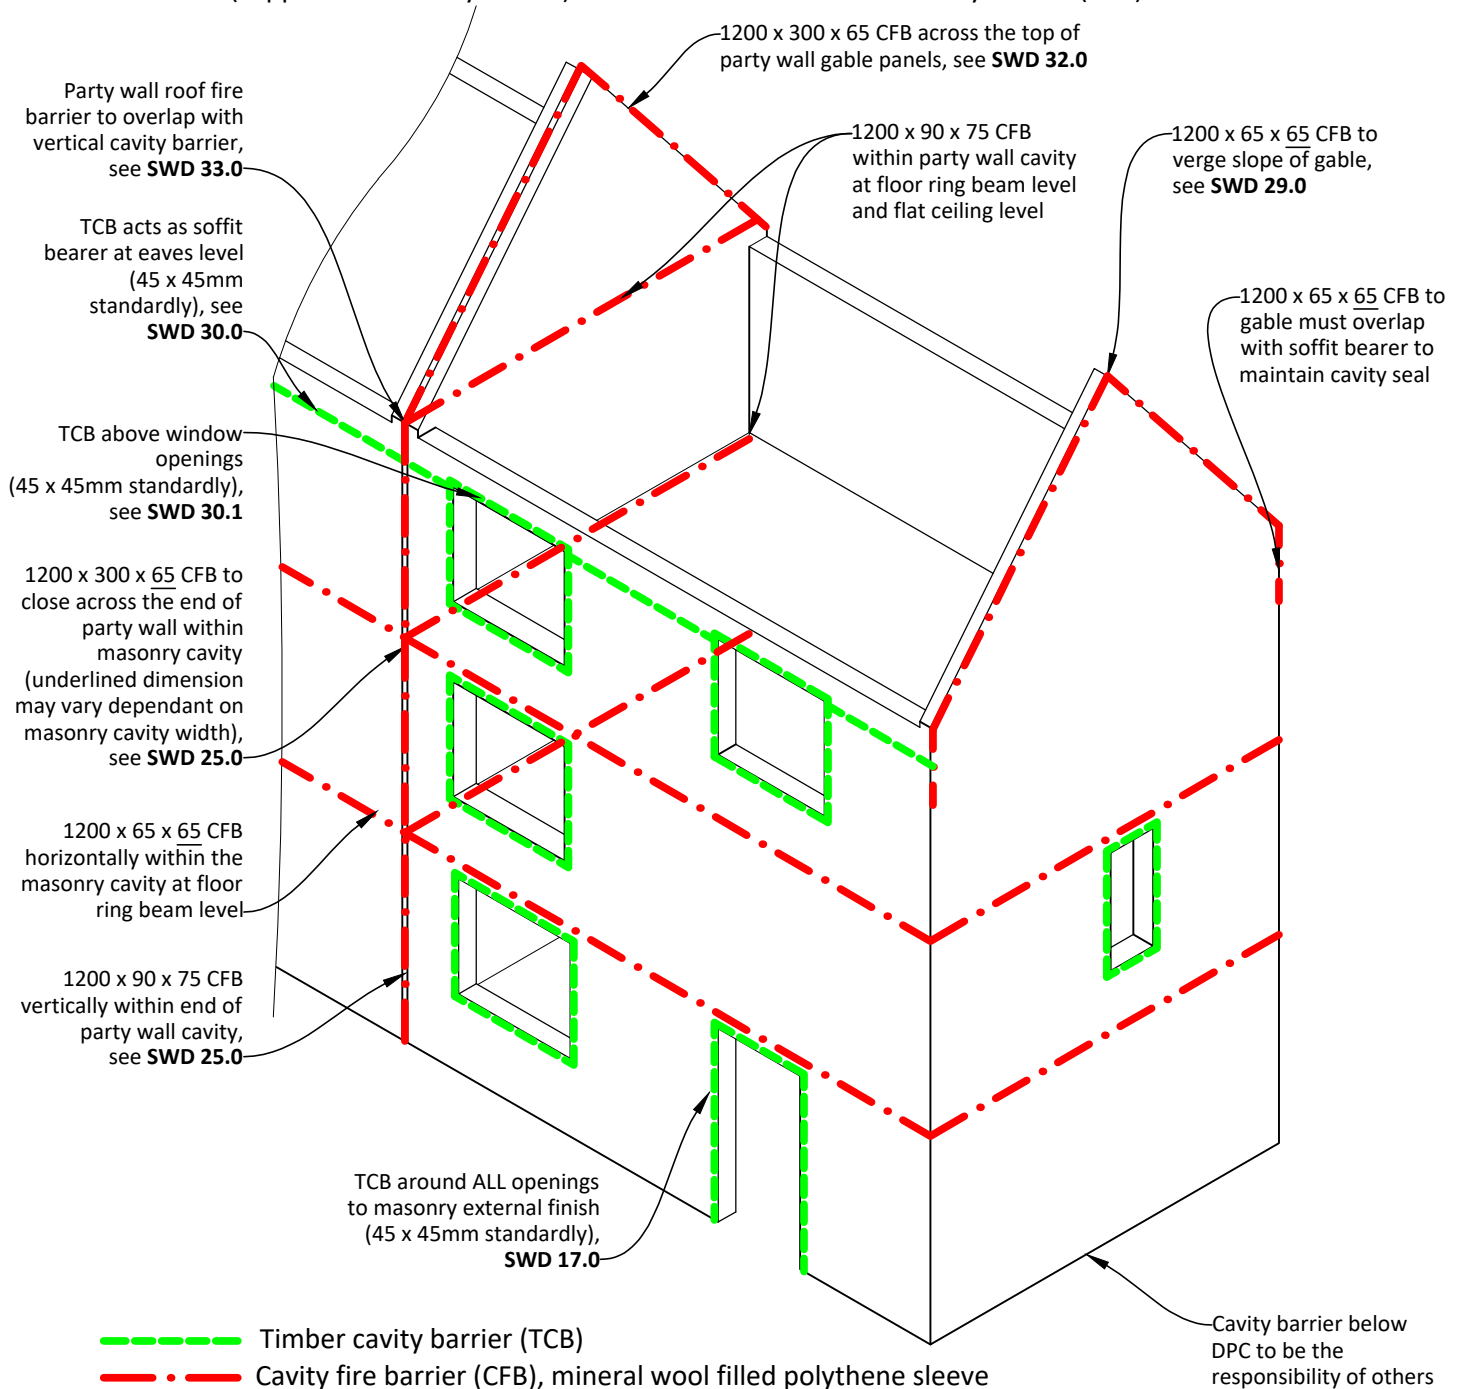 1200 x 300 x 65 CFB across the top of
party wall gable panels, see SWD 32.0
Party wall roof fire
barrier to overlap with
vertical cavity barrier,
see SWD 33.0
1200 x 90 x 75 CFB
within party wall cavity
at floor ring beam level
and flat ceiling level
1200 x 65 x 65 CFB to
verge slope of gable,
see SWD 29.0
TCB acts as soffit
bearer at eaves level
(45 x 45mm
standardly), see
SWD 30.0
1200 x 65 x 65 CFB to
gable must overlap
with soffit bearer to
maintain cavity seal
TCB above window
openings
(45 x 45mm standardly),
see SWD 30.1
1200 x 300 x 65 CFB to
close across the end of
party wall within
masonry cavity
(underlined dimension
may vary dependant on
masonry cavity width),
see SWD 25.0
1200 x 65 x 65 CFB
horizontally within the
masonry cavity at floor
ring beam level
1200 x 90 x 75 CFB
vertically within end of
party wall cavity,
see SWD 25.0
TCB around ALL openings
to masonry external finish
(45 x 45mm standardly),
SWD 17.0
Cavity barrier below
DPC to be the
responsibility of others
Timber cavity barrier (TCB)
Cavity fire barrier (CFB), mineral wool filled polythene sleeve